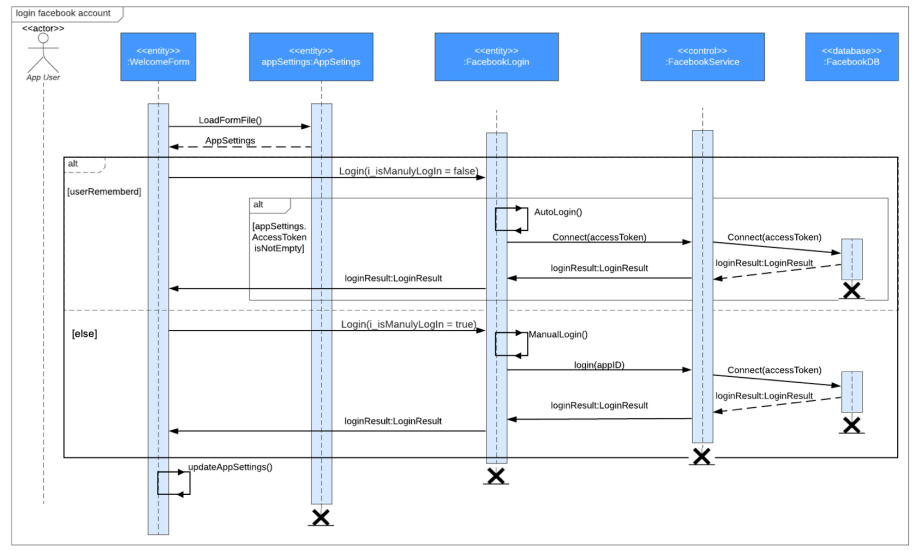 login facebook account
<<actor>>
App User
<<entity>>
:WelcomeForm
<<entity>>
appSettings:AppSetings
<<entity>>
:FacebookLogin
<<control>>
:FacebookService
<<database>>
:FacebookDB
LoadFormFile()
AppSettings
alt
Login(i_isManulyLogIn = false)
[userRememberd]
alt
AutoLogin()
[appSettings.
AccessToken
isNotEmpty]
Connect(accessToken)
Connect(accessToken)
loginResult:LoginResult
loginResult:LoginResult
loginResult:LoginResult
[else]
Login(i_isManulyLogIn = true)
ManualLogin()
login(appID)
Connect(accessToken)
loginResult:LoginResult
loginResult:LoginResult
loginResult:LoginResult
updateAppSettings()